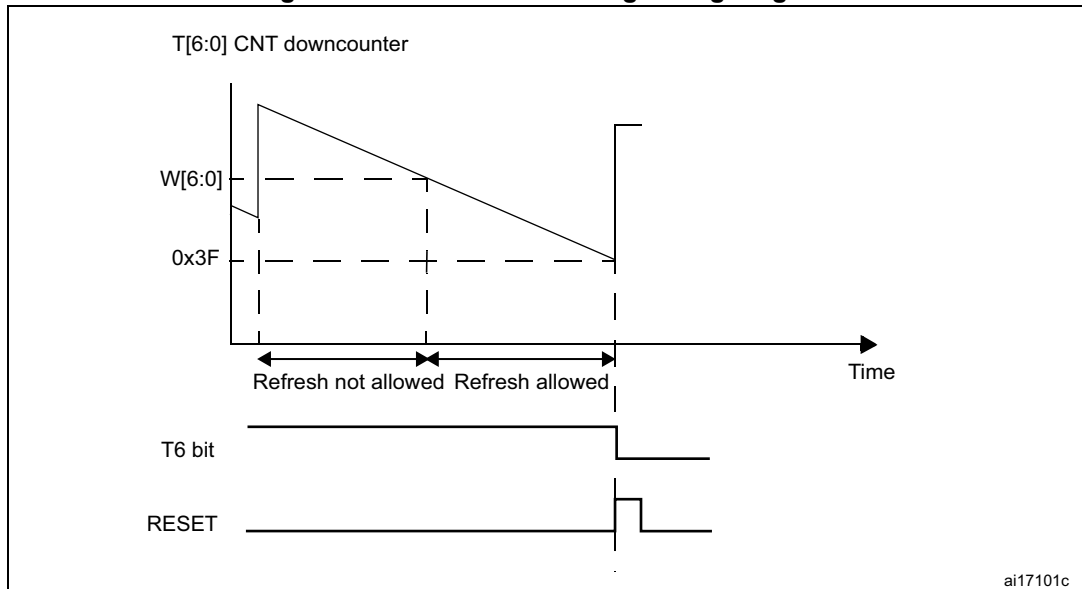 T[6:0] CNT downcounter
W[6:0]
0x3F
Time
Refresh not allowed Refresh allowed
T6 bit
RESET
ai17101c